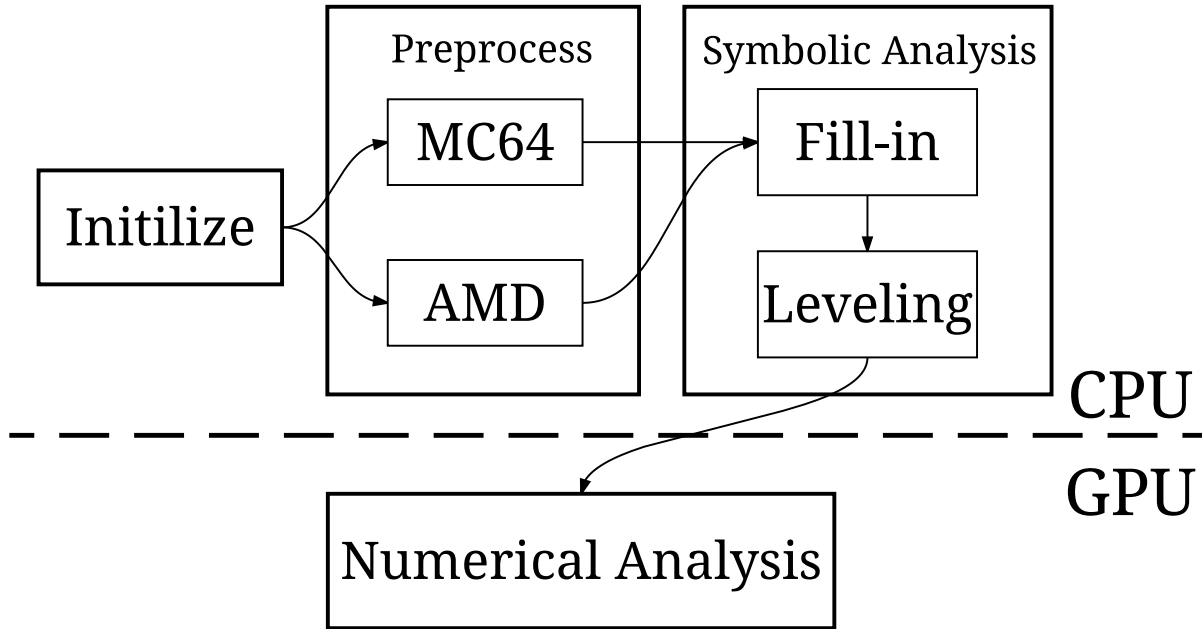 Preprocess
Symbolic Analysis
MC64
Fill-in
Initilize
AMD
Leveling
CPU
GPU
Numerical Analysis